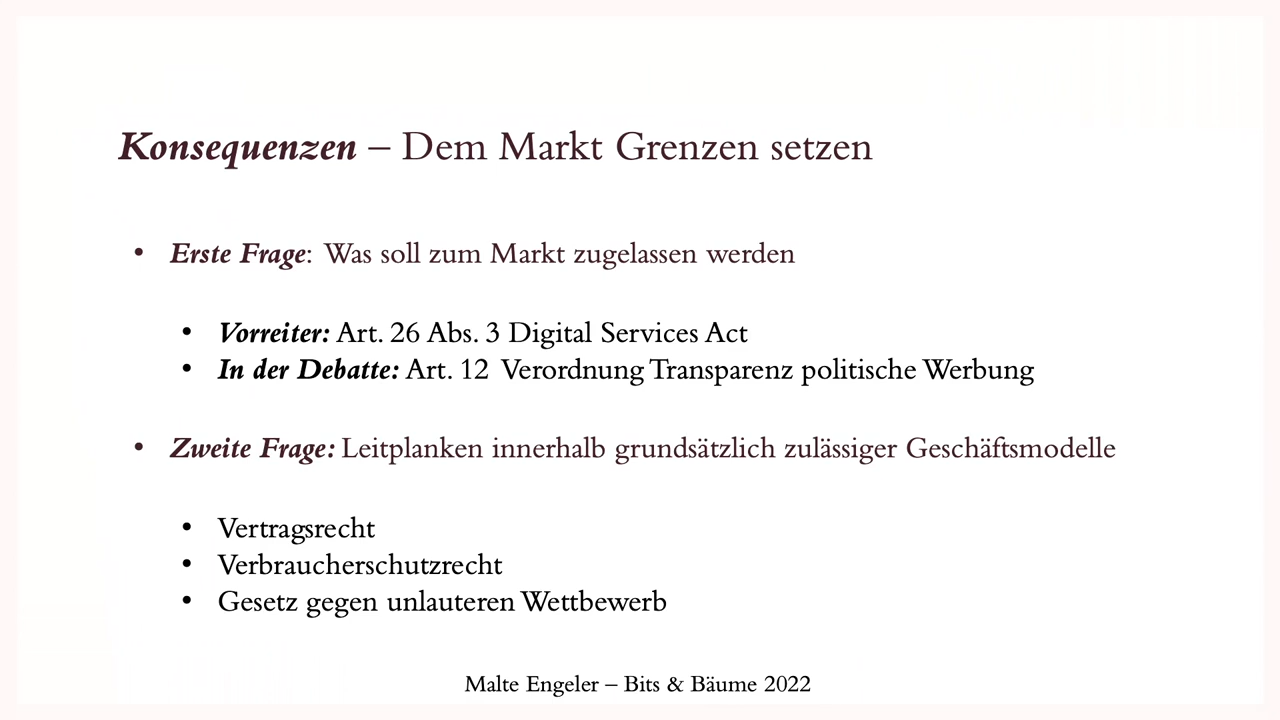 Konsequenzen – Dem Markt Grenzen setzen
• Erste Frage: Was soll zum Markt zugelassen werden
• Vorreiter: Art. 26 Abs. 3 Digital Services Act
• In der Debatte: Art. 12 Verordnung Transparenz politische Werbung
• Zweite Frage: Leitplanken innerhalb grundsätzlich zulässiger Geschäftsmodelle
• Vertragsrecht
• Verbraucherschutzrecht
• Gesetz gegen unlauteren Wettbewerb
Malte Engeler – Bits & Bäume 2022